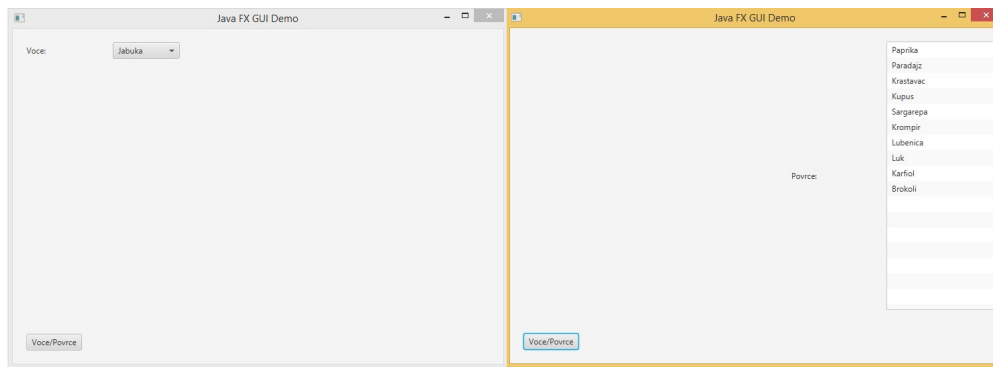 Java FX GUI Demo
Voce:
Jabuka
Voce/Povrce
Java FX GUI Demo
Povrce:
Paprika
Paradajz
Krastavac
Kupus
Sargarepa
Krompir
Lubenica
Luk
Karfiol
Brokoli
Voce/Povrce